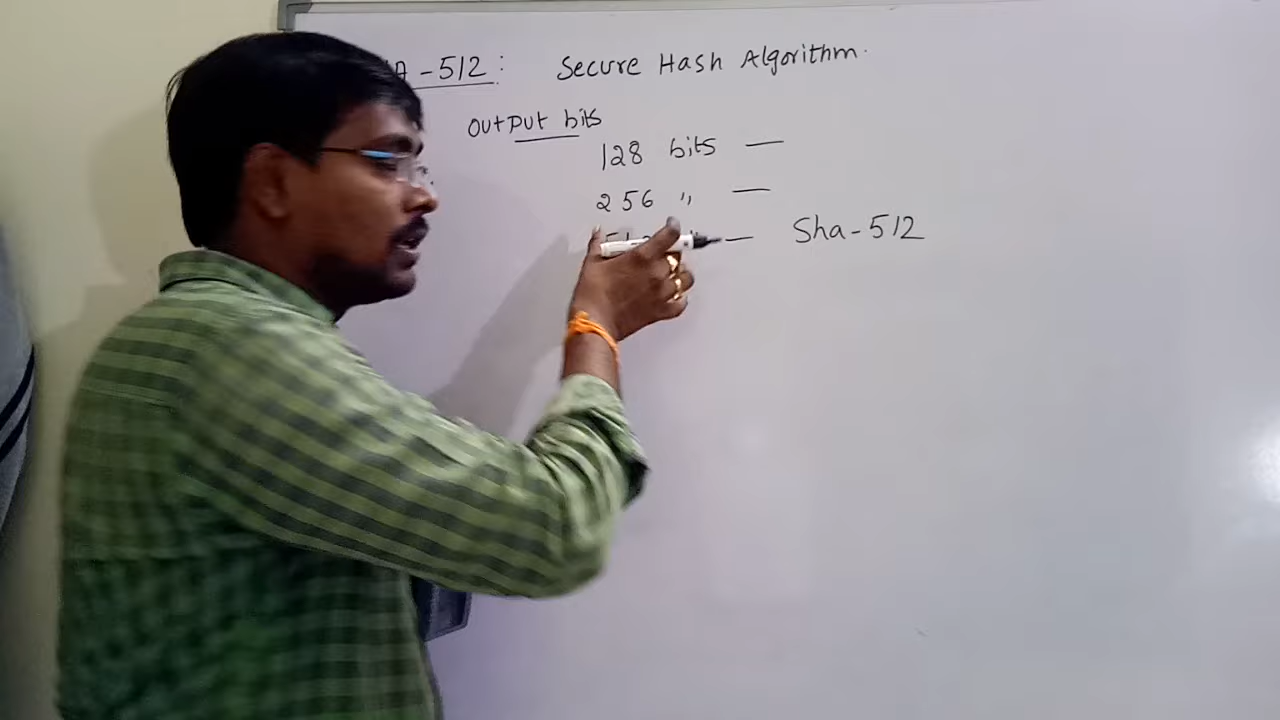 A-512: Secure Hash Algorithm.
Output bits
128 bits —
256 " —
— Sha-512